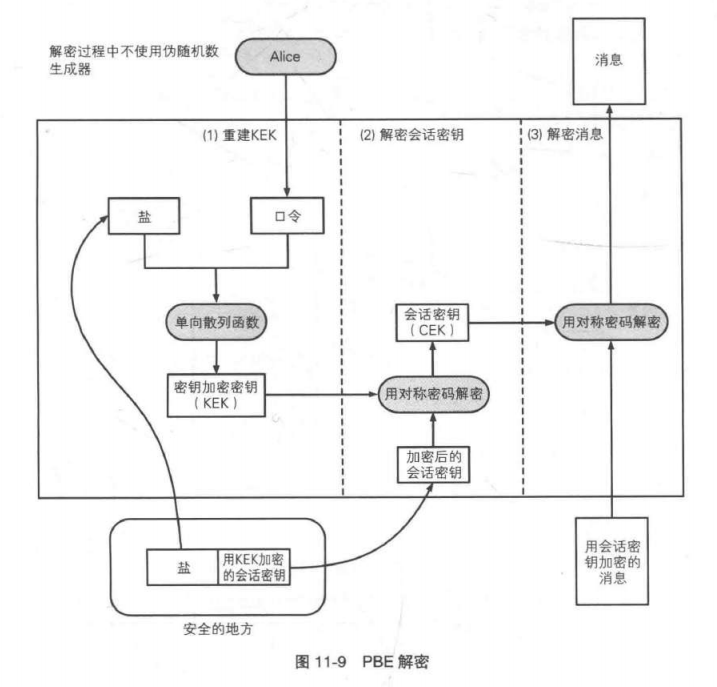 解密过程中不使用伪随机数
生成器
Alice
消息
(1) 重建KEK
(2) 解密会话密钥
(3) 解密消息
盐
口令
单向散列函数
会话密钥
（CEK）
用对称密码解密
密钥加密密钥
（KEK）
用对称密码解密
加密后的
会话密钥
盐
用KEK加密
的会话密钥
用会话密
钥加密的
消息
安全的地方
图 11-9 PBE 解密